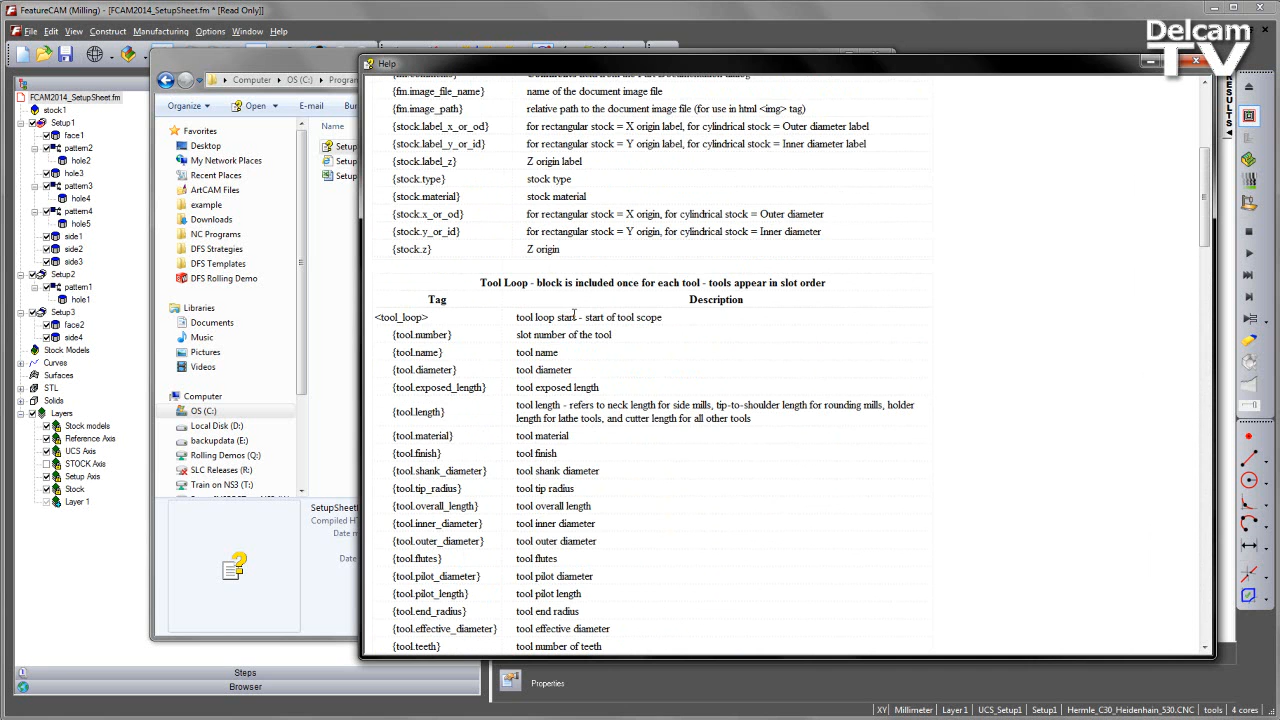 FeatureCAM (Milling) - [FCAM2014_SetupSheet.fm * [Read Only]]
File Edit View Construct Manufacturing Options Window Help
Delcam
TV
FCAM2014_SetupSheet.fm
stock1
Setup1
face1
pattern2
hole2
hole3
pattern3
hole4
pattern4
hole5
side1
side2
side3
Setup2
pattern1
hole1
Setup3
face2
side4
Stock Models
Curves
Surfaces
STL
Solids
Layers
Stock models
Reference Axis
UCS Axis
STOCK Axis
Setup Axis
Stock
Layer 1
Computer OS (C:) Program
Organize Open E-mail Bur
Favorites
Desktop
My Network Places
Recent Places
ArtCAM Files
example
Downloads
NC Programs
DFS Strategies
DFS Templates
DFS Rolling Demo
Libraries
Documents
Music
Pictures
Videos
Computer
OS (C:)
Local Disk (D:)
backupdata (E:)
Rolling Demos (Q:)
SLC Releases (R:)
Train on NS3 (T:)
Name
Setup
Setup
Setup
SetupSheet
Compiled HT
Date m
Date
Help
{fm.image_file_name} name of the document image file
{fm.image_path} relative path to the document image file (for use in html <img> tag)
{stock.label_x_or_od} for rectangular stock = X origin label, for cylindrical stock = Outer diameter label
{stock.label_y_or_id} for rectangular stock = Y origin label, for cylindrical stock = Inner diameter label
{stock.label_z} Z origin label
{stock.type} stock type
{stock.material} stock material
{stock.x_or_od} for rectangular stock = X origin, for cylindrical stock = Outer diameter
{stock.y_or_id} for rectangular stock = Y origin, for cylindrical stock = Inner diameter
{stock.z} Z origin
Tool Loop - block is included once for each tool - tools appear in slot order
Tag Description
<tool_loop> tool loop start - start of tool scope
{tool.number} slot number of the tool
{tool.name} tool name
{tool.diameter} tool diameter
{tool.exposed_length} tool exposed length
{tool.length} tool length - refers to neck length for side mills, tip-to-shoulder length for rounding mills, holder
length for lathe tools, and cutter length for all other tools
{tool.material} tool material
{tool.finish} tool finish
{tool.shank_diameter} tool shank diameter
{tool.tip_radius} tool tip radius
{tool.overall_length} tool overall length
{tool.inner_diameter} tool inner diameter
{tool.outer_diameter} tool outer diameter
{tool.flutes} tool flutes
{tool.pilot_diameter} tool pilot diameter
{tool.pilot_length} tool pilot length
{tool.end_radius} tool end radius
{tool.effective_diameter} tool effective diameter
{tool.teeth} tool number of teeth
RESULTS
Steps
Browser
Properties
XY Millimeter Layer1 UCS_Setup1 Setup1 Hermle_C30_Heidenhain_530.CNC tools 4 cores